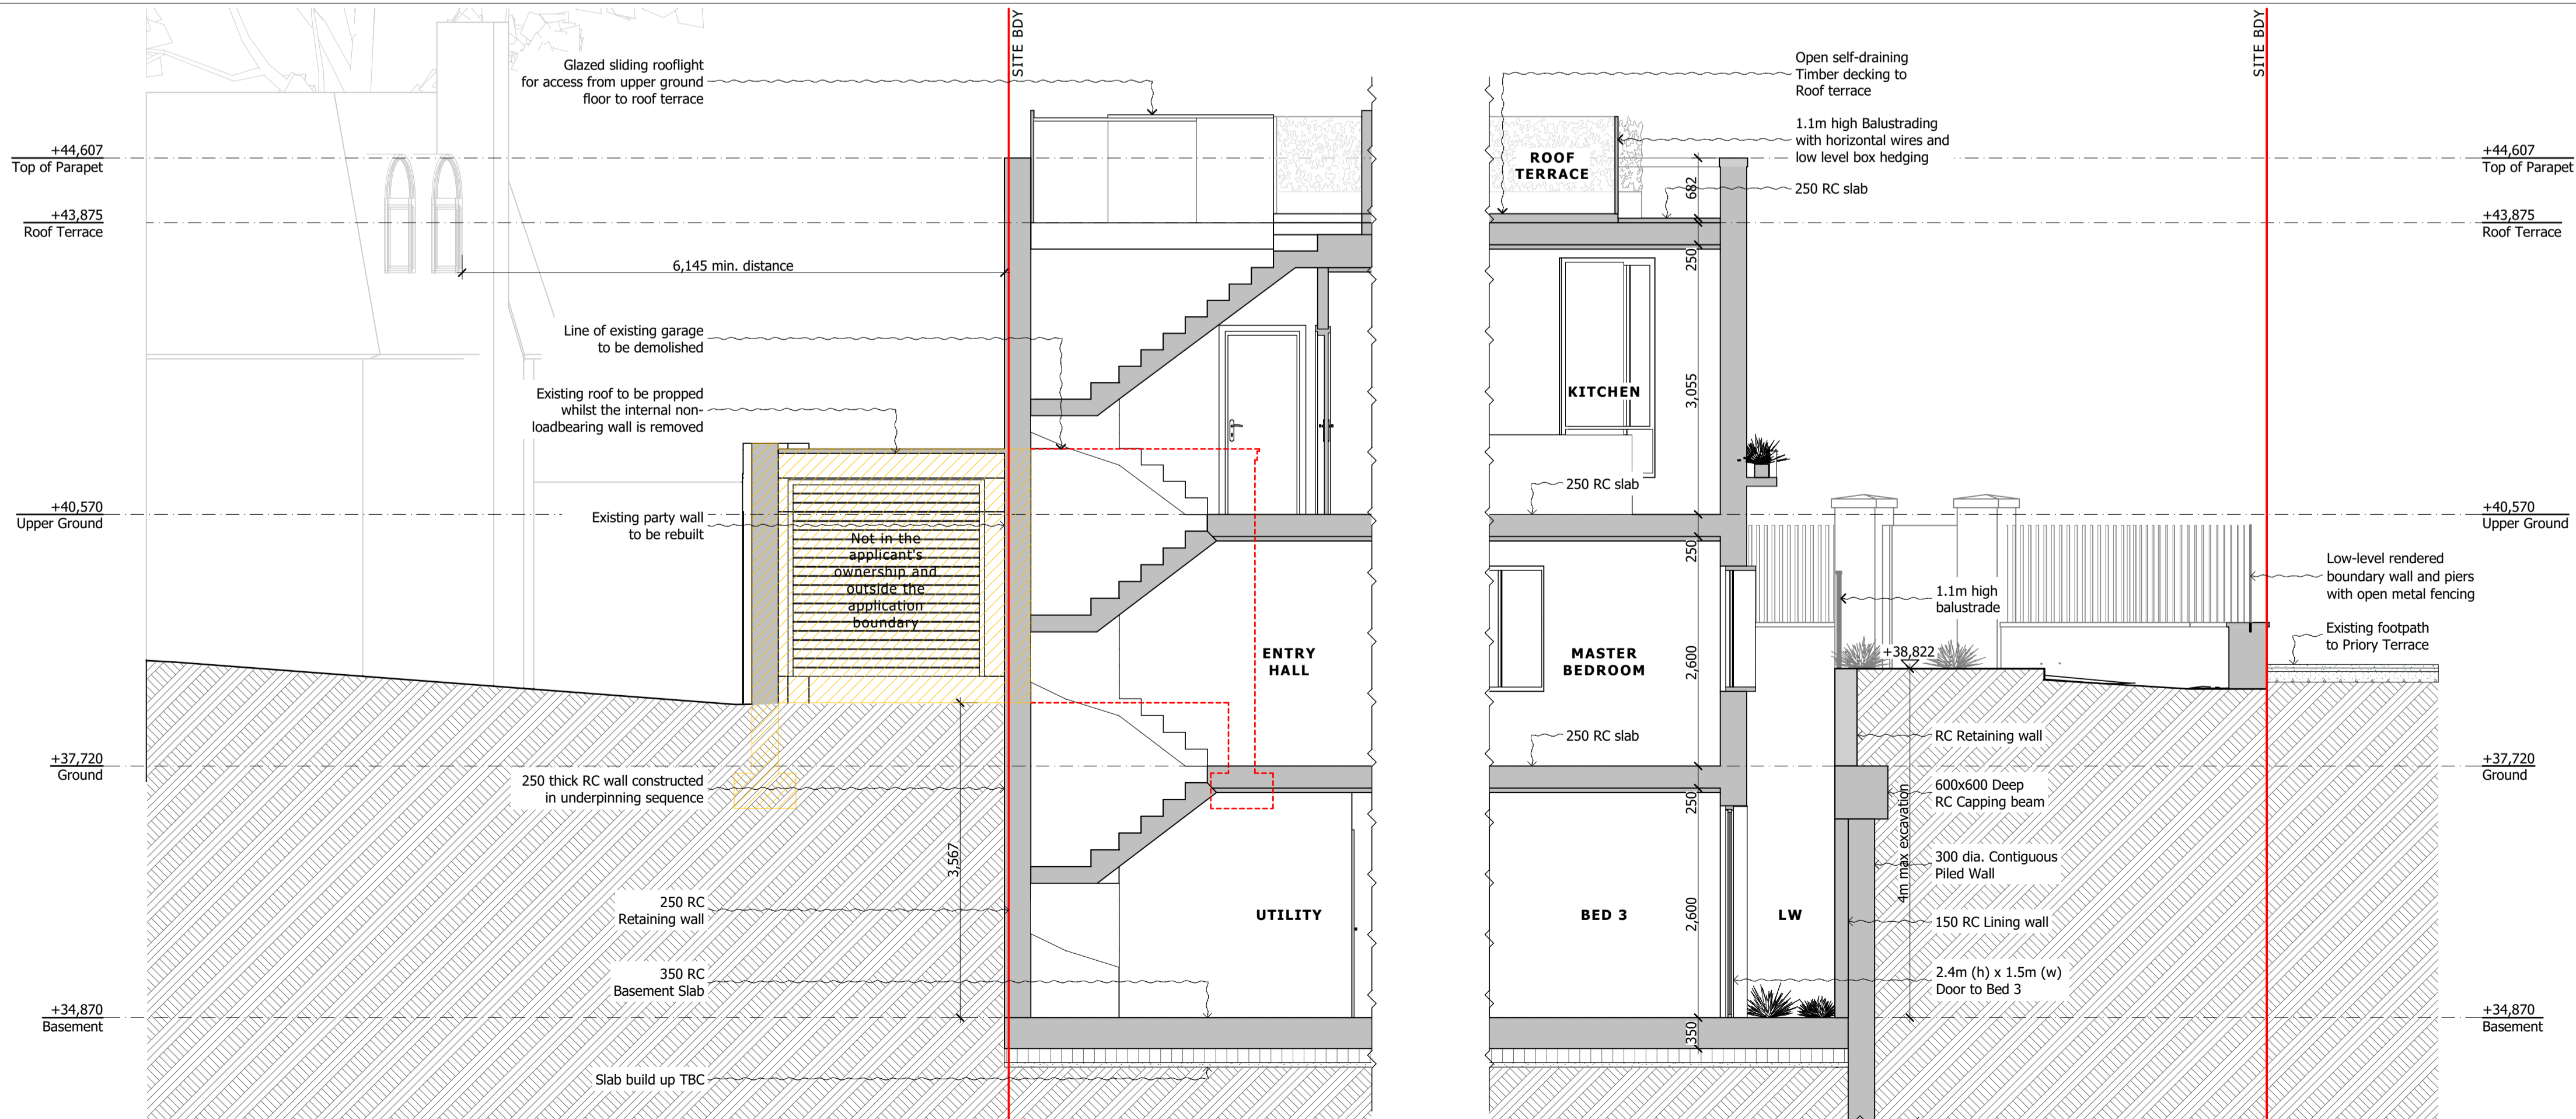 SITE BDY
SITE BDY
Glazed sliding rooflight
for access from upper ground
floor to roof terrace
Open self-draining
Timber decking to
Roof terrace
1.1m high Balustrading
with horizontal wires and
low level box hedging
ROOF
TERRACE
250 RC slab
+44,607
Top of Parapet
+44,607
Top of Parapet
682
+43,875
Roof Terrace
+43,875
Roof Terrace
6,145 min. distance
250
Line of existing garage
to be demolished
Existing roof to be propped
whilst the internal non-
loadbearing wall is removed
KITCHEN
3,055
250 RC slab
+40,570
Upper Ground
+40,570
Upper Ground
Existing party wall
to be rebuilt
Not in the
applicant's
ownership and
outside the
application
boundary
250
Low-level rendered
boundary wall and piers
with open metal fencing
1.1m high
balustrade
Existing footpath
to Priory Terrace
ENTRY
HALL
MASTER
BEDROOM
2,600
+38,822
250 RC slab
RC Retaining wall
+37,720
Ground
+37,720
Ground
250 thick RC wall constructed
in underpinning sequence
250
600x600 Deep
RC Capping beam
3,567
4m max excavation
300 dia. Contiguous
Piled Wall
250 RC
Retaining wall
UTILITY
BED 3
2,600
LW
150 RC Lining wall
350 RC
Basement Slab
2.4m (h) x 1.5m (w)
Door to Bed 3
+34,870
Basement
+34,870
Basement
350
Slab build up TBC